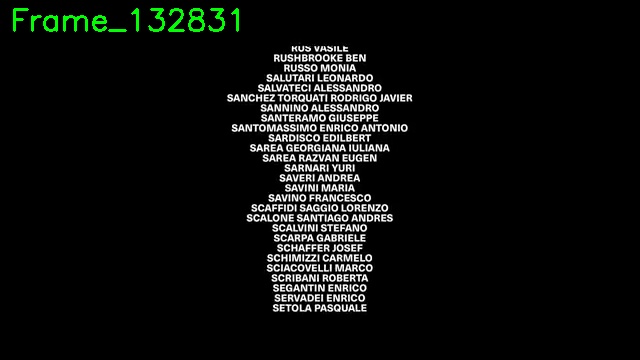 Frame_132831
RUS VASILE
RUSHBROOKE BEN
RUSSO MONIA
SALUTARI LEONARDO
SALVATECI ALESSANDRO
SANCHEZ TORQUATI RODRIGO JAVIER
SANNINO ALESSANDRO
SANTERAMO GIUSEPPE
SANTOMASSIMO ENRICO ANTONIO
SARDISCO EDILBERT
SAREA GEORGIANA IULIANA
SAREA RAZVAN EUGEN
SARNARI YURI
SAVERI ANDREA
SAVINI MARIA
SAVINO FRANCESCO
SCAFFIDI SAGGIO LORENZO
SCALONE SANTIAGO ANDRES
SCALVINI STEFANO
SCARPA GABRIELE
SCHAFFER JOSEF
SCHIMIZZI CARMELO
SCIACOVELLI MARCO
SCRIBANI ROBERTA
SEGANTIN ENRICO
SERVADEI ENRICO
SETOLA PASQUALE